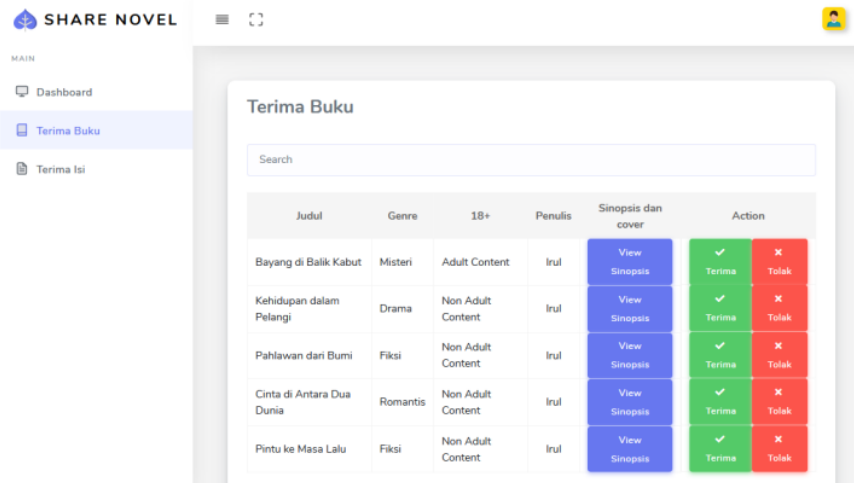 SHARE NOVEL
MAIN
Dashboard
Terima Buku
Terima Isi
Terima Buku
Search
Judul Genre 18+ Penulis Sinopsis dan cover Action
Bayang di Balik Kabut Misteri Adult Content Irul View Sinopsis Terima Tolak
Kehidupan dalam Pelangi Drama Non Adult Content Irul View Sinopsis Terima Tolak
Pahlawan dari Bumi Fiksi Non Adult Content Irul View Sinopsis Terima Tolak
Cinta di Antara Dua Dunia Romantis Non Adult Content Irul View Sinopsis Terima Tolak
Pintu ke Masa Lalu Fiksi Non Adult Content Irul View Sinopsis Terima Tolak